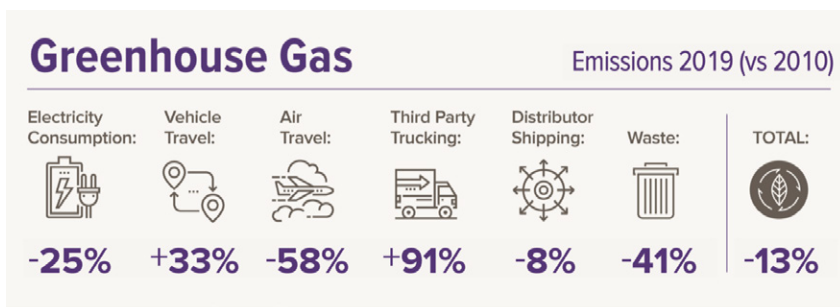 Greenhouse Gas
Emissions 2019 (vs 2010)
Electricity
Consumption:
-25%
Vehicle
Travel:
+33%
Air
Travel:
-58%
Third Party
Trucking:
+91%
Distributor
Shipping:
-8%
Waste:
-41%
TOTAL:
-13%